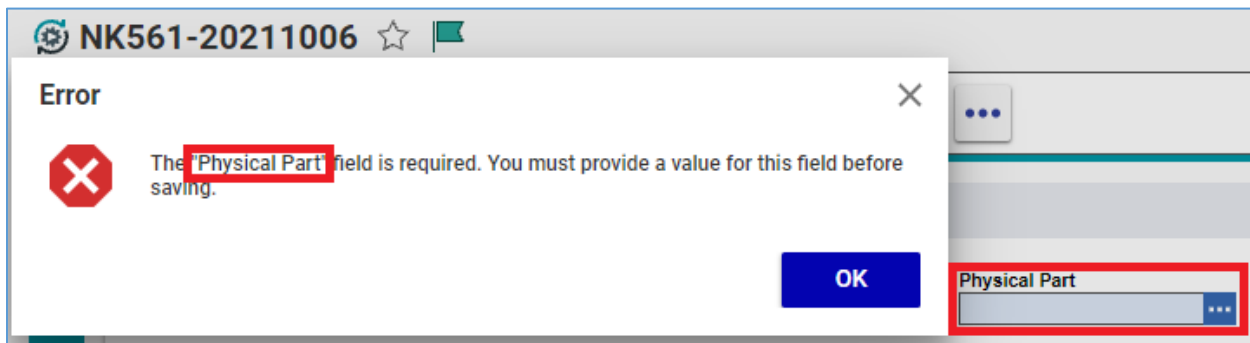 NK561-20211006
Error
The "Physical Part" field is required. You must provide a value for this field before
saving.
OK
Physical Part